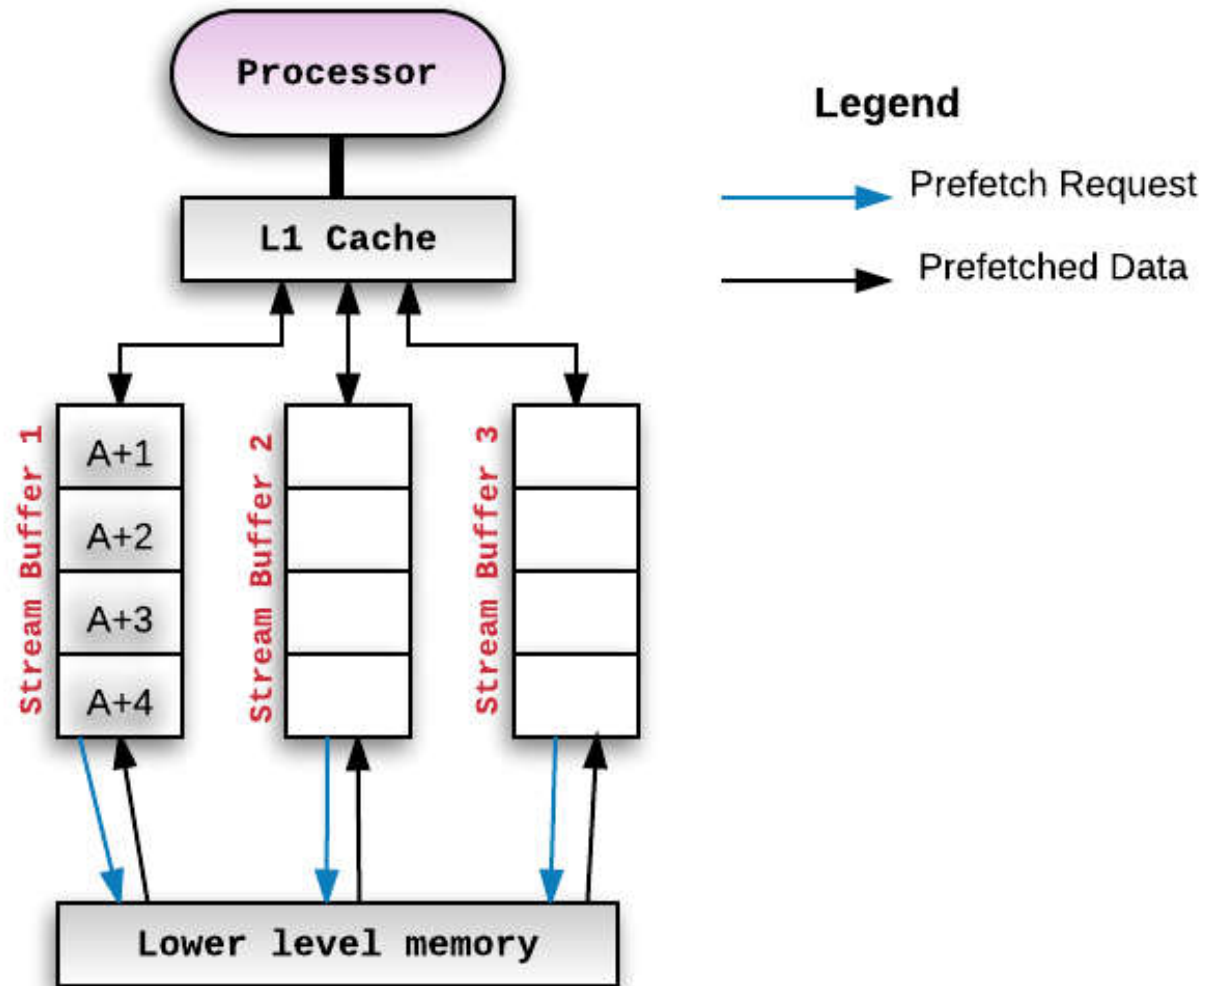 Processor
Legend
Prefetch Request
L1 Cache
Prefetched Data
Stream Buffer 1
A+1
A+2
A+3
A+4
Stream Buffer 2
Stream Buffer 3
Lower level memory